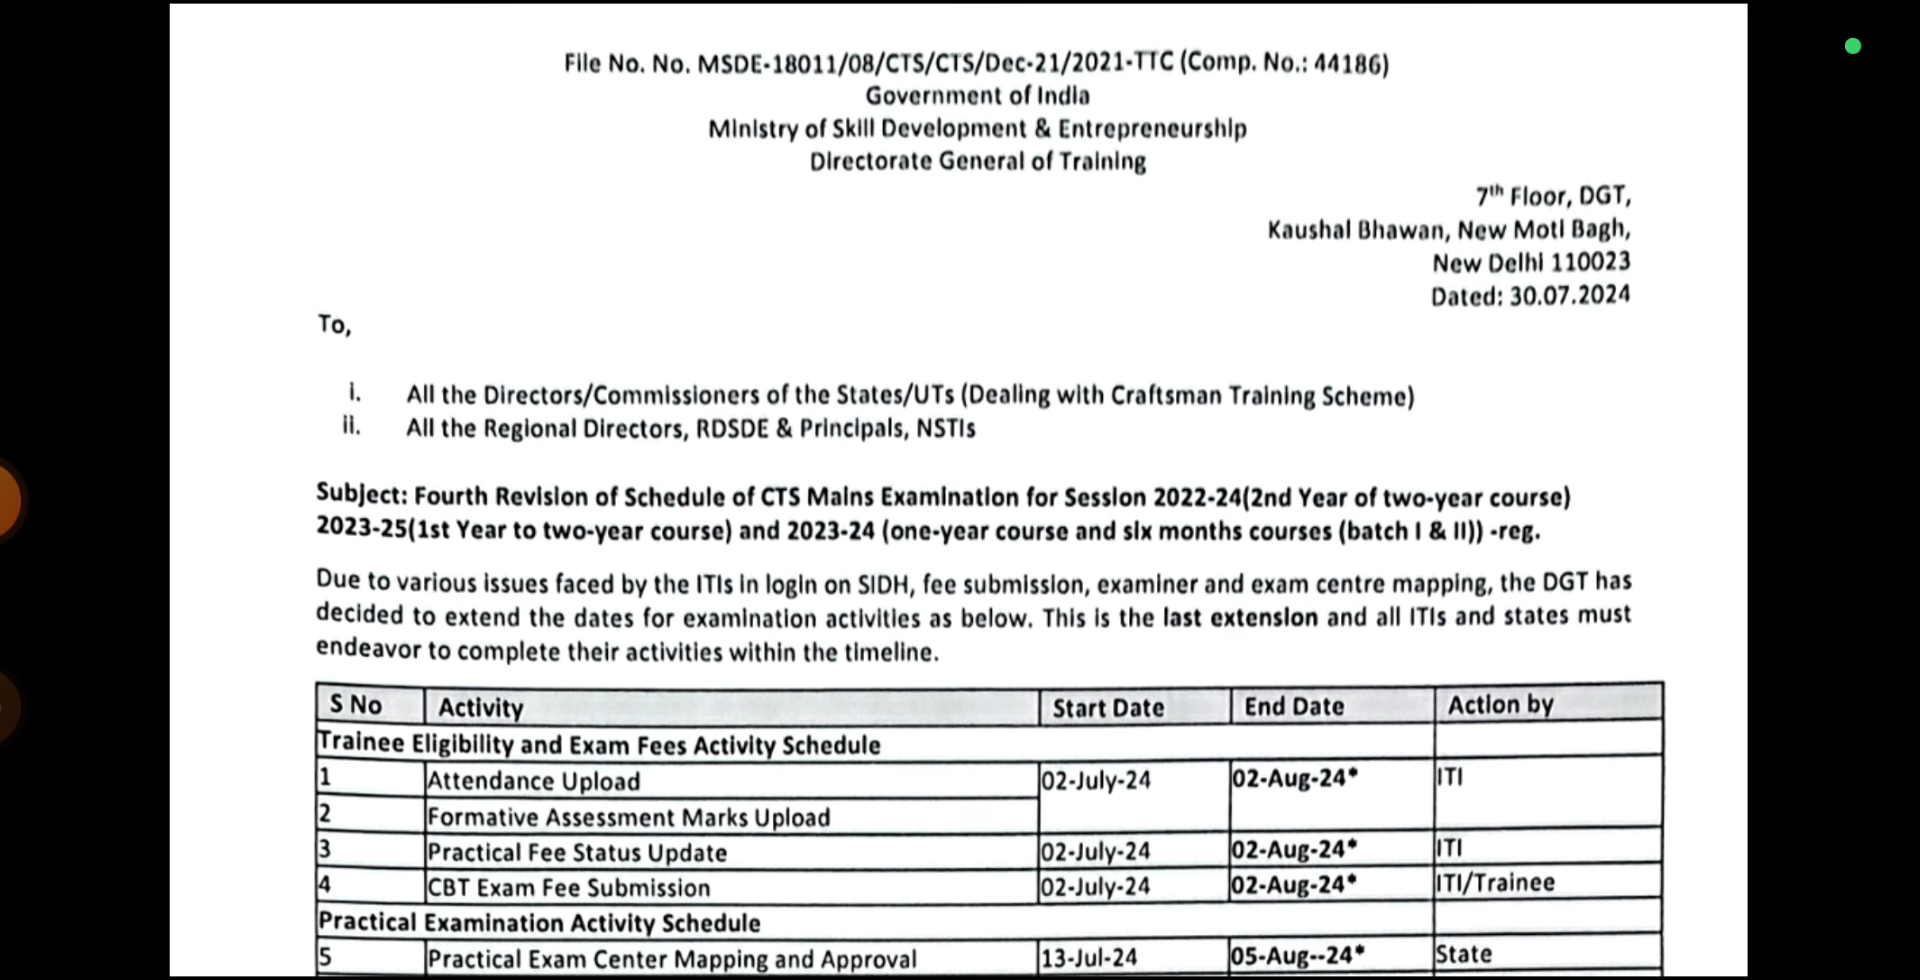 File No. No. MSDE-18011/08/CTS/CTS/Dec-21/2021-TTC (Comp. No.: 44186)
Government of India
Ministry of Skill Development & Entrepreneurship
Directorate General of Training
7th Floor, DGT,
Kaushal Bhawan, New Moti Bagh,
New Delhi 110023
Dated: 30.07.2024
To,
i. All the Directors/Commissioners of the States/UTs (Dealing with Craftsman Training Scheme)
ii. All the Regional Directors, RDSDE & Principals, NSTIs
Subject: Fourth Revision of Schedule of CTS Mains Examination for Session 2022-24(2nd Year of two-year course)
2023-25(1st Year to two-year course) and 2023-24 (one-year course and six months courses (batch I & II)) -reg.
Due to various issues faced by the ITIs in login on SIDH, fee submission, examiner and exam centre mapping, the DGT has
decided to extend the dates for examination activities as below. This is the last extension and all ITIs and states must
endeavor to complete their activities within the timeline.
S No Activity Start Date End Date Action by
Trainee Eligibility and Exam Fees Activity Schedule
1 Attendance Upload 02-July-24 02-Aug-24* ITI
2 Formative Assessment Marks Upload
3 Practical Fee Status Update 02-July-24 02-Aug-24* ITI
4 CBT Exam Fee Submission 02-July-24 02-Aug-24* ITI/Trainee
Practical Examination Activity Schedule
5 Practical Exam Center Mapping and Approval 13-Jul-24 05-Aug--24* State